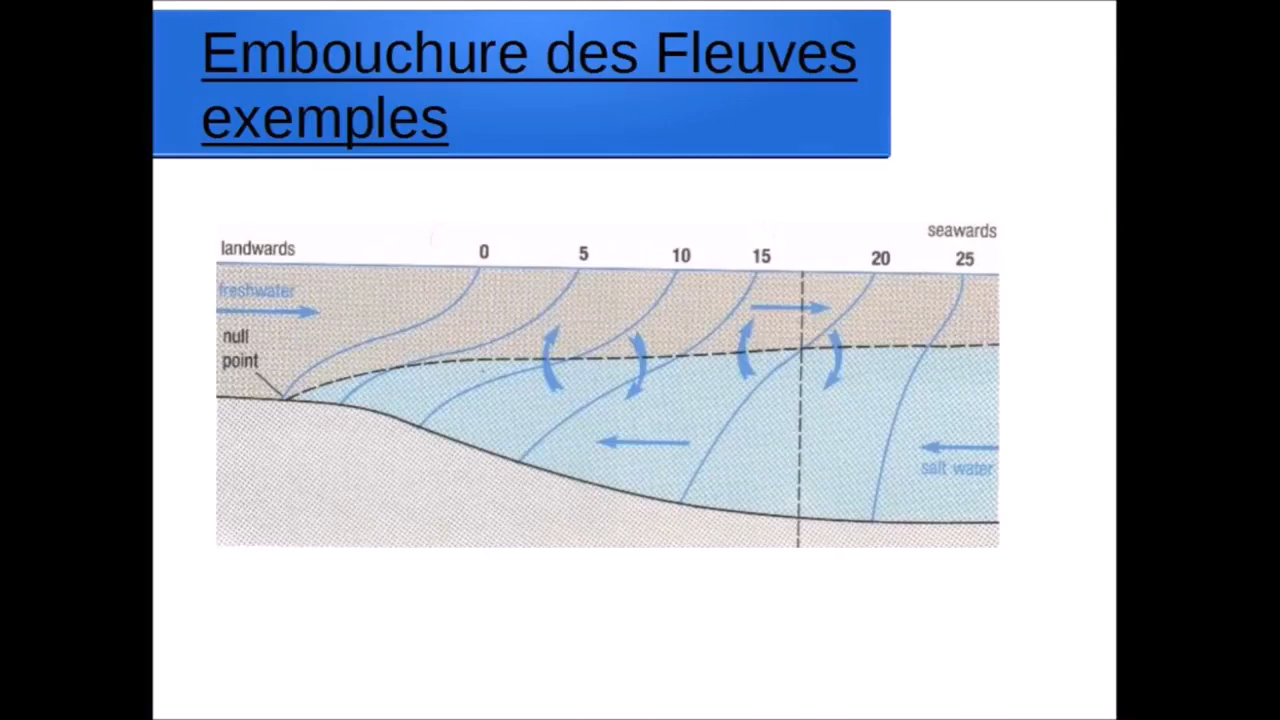 Embouchure des Fleuves
exemples
seawards
landwards 0 5 10 15 20 25
freshwater
null
point
salt water